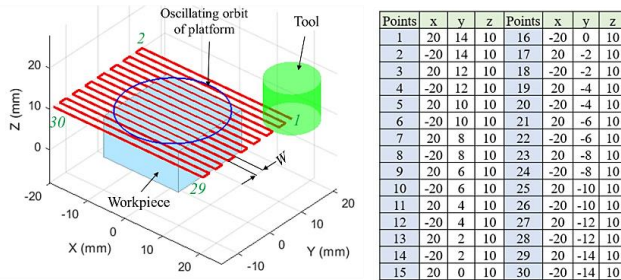 Oscillating orbit
of platform
Tool
2
20
10
0
-20
Z (mm)
30
1
W
29
Workpiece
-10
0
10
20
X (mm)
-10
0
10
20
Y (mm)
Points x y z Points x y z
1 20 14 10 16 -20 0 10
2 -20 14 10 17 20 -2 10
3 20 12 10 18 -20 -2 10
4 -20 12 10 19 20 -4 10
5 20 10 10 20 -20 -4 10
6 -20 10 10 21 20 -6 10
7 20 8 10 22 -20 -6 10
8 -20 8 10 23 20 -8 10
9 20 6 10 24 -20 -8 10
10 -20 6 10 25 20 -10 10
11 20 4 10 26 -20 -10 10
12 -20 4 10 27 20 -12 10
13 20 2 10 28 -20 -12 10
14 -20 2 10 29 20 -14 10
15 20 0 10 30 -20 -14 10